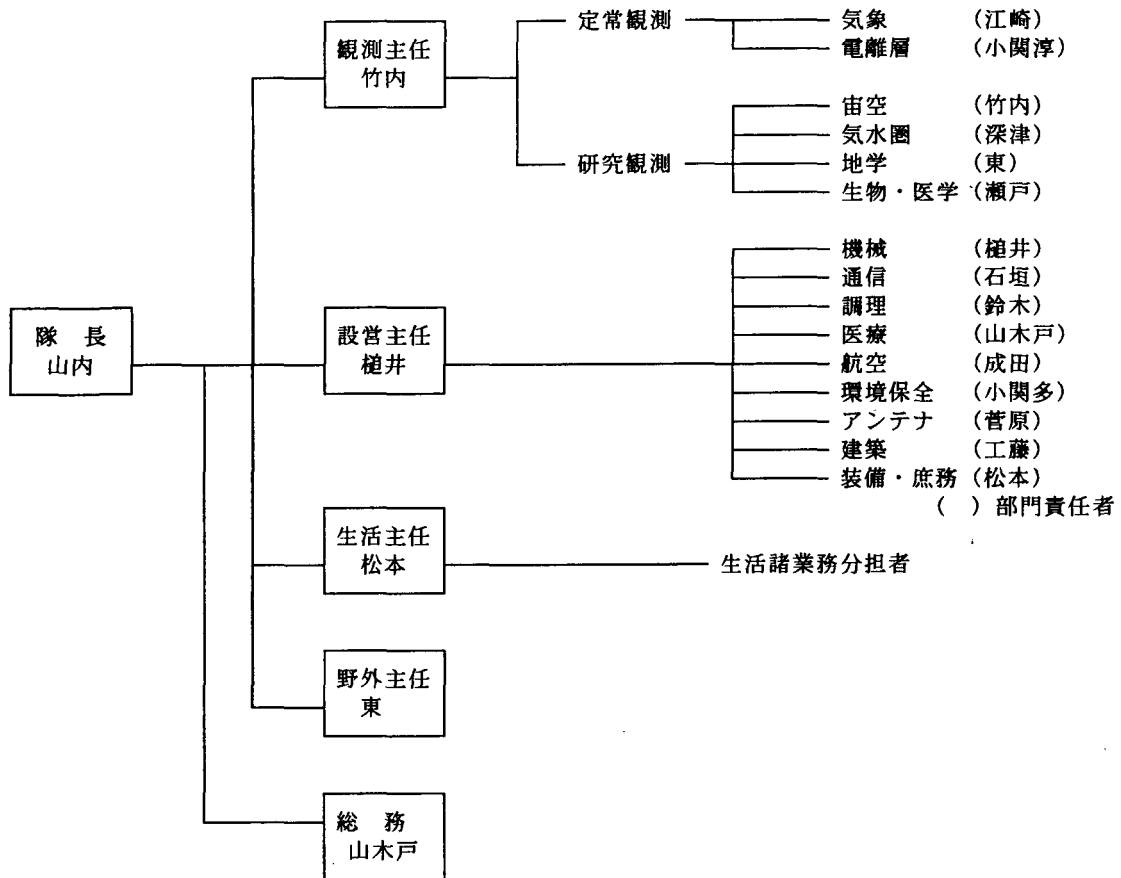 観測主任
竹内
定常観測
気象 (江崎)
電離層 (小関淳)
研究観測
宙空 (竹内)
気水圏 (深津)
地学 (東)
生物・医学 (瀬戸)
隊 長
山内
設営主任
槌井
機械 (槌井)
通信 (石垣)
調理 (鈴木)
医療 (山木戸)
航空 (成田)
環境保全 (小関多)
アンテナ (菅原)
建築 (工藤)
装備・庶務 (松本)
( ) 部門責任者
生活主任
松本
生活諸業務分担者
野外主任
東
総 務
山木戸